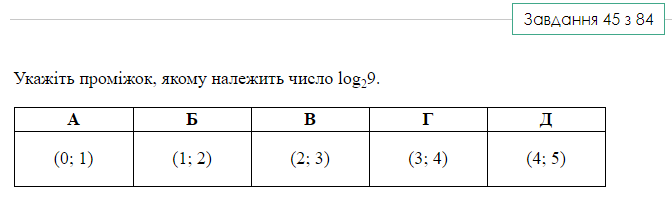 Завдання 45 з 84
Укажіть проміжок, якому належить число log₂9.
А Б В Г Д
(0; 1) (1; 2) (2; 3) (3; 4) (4; 5)